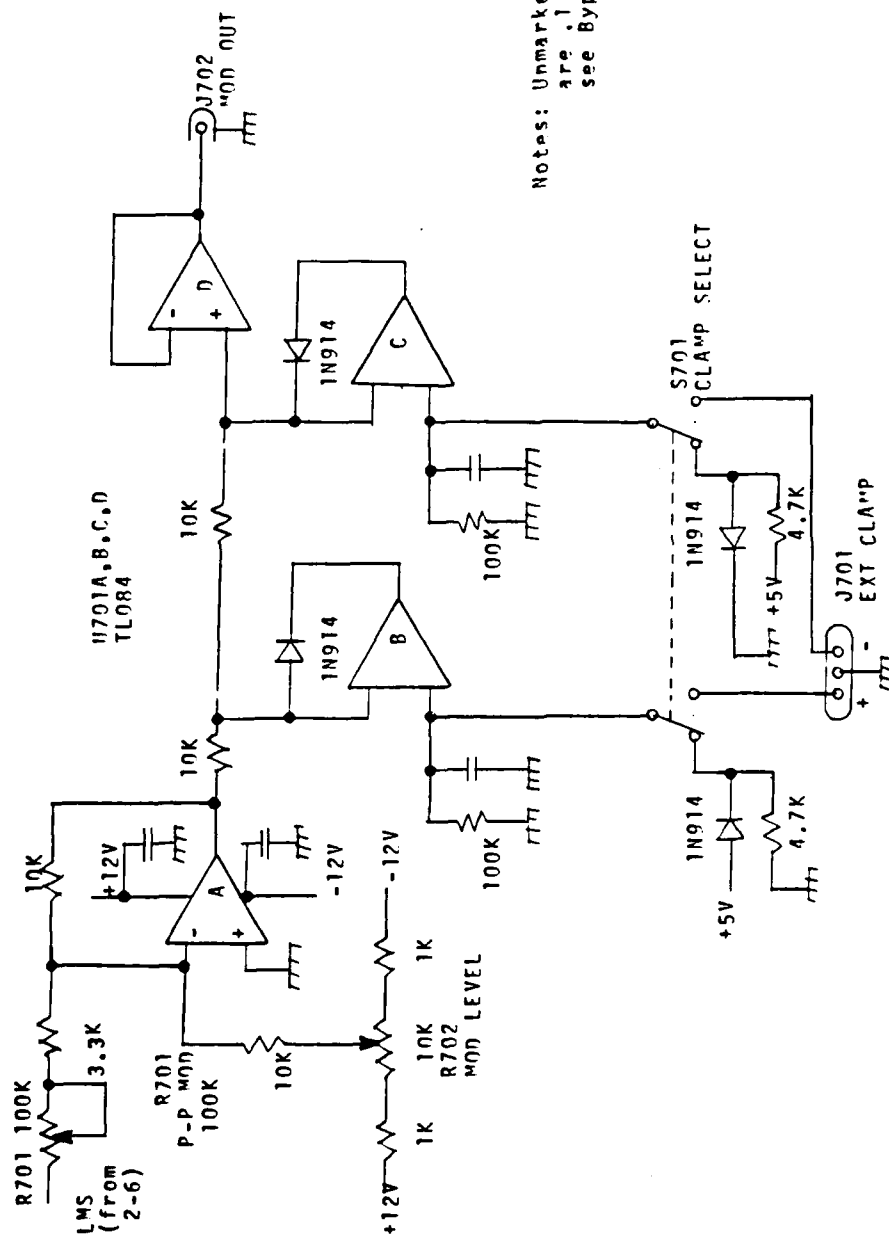 R701 100K
LMS
(from
2-6)
3.3K
10K
R701
P-P MOD
100K
10K
+12V
1K
10K
R702
MOD LEVEL
1K
-12V
+12V
-12V
A
-
+
10K
U701A,B,C,D
TL084
10K
1N914
B
100K
1N914
C
100K
D
-
+
J702
MOD OUT
S701
CLAMP SELECT
1N914
+5V
4.7K
1N914
+5V
4.7K
J701
EXT CLAMP
+
-
Notes:
are .1
see